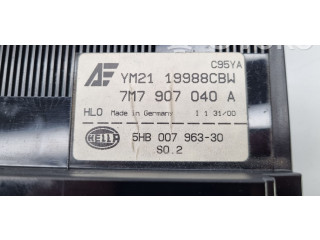 C95YA
AF YM21 19988CBW
7M7 907 040 A
HLO Made in Germany 1 1 31/00
HELLA 5HB 007 963-30
SO.2